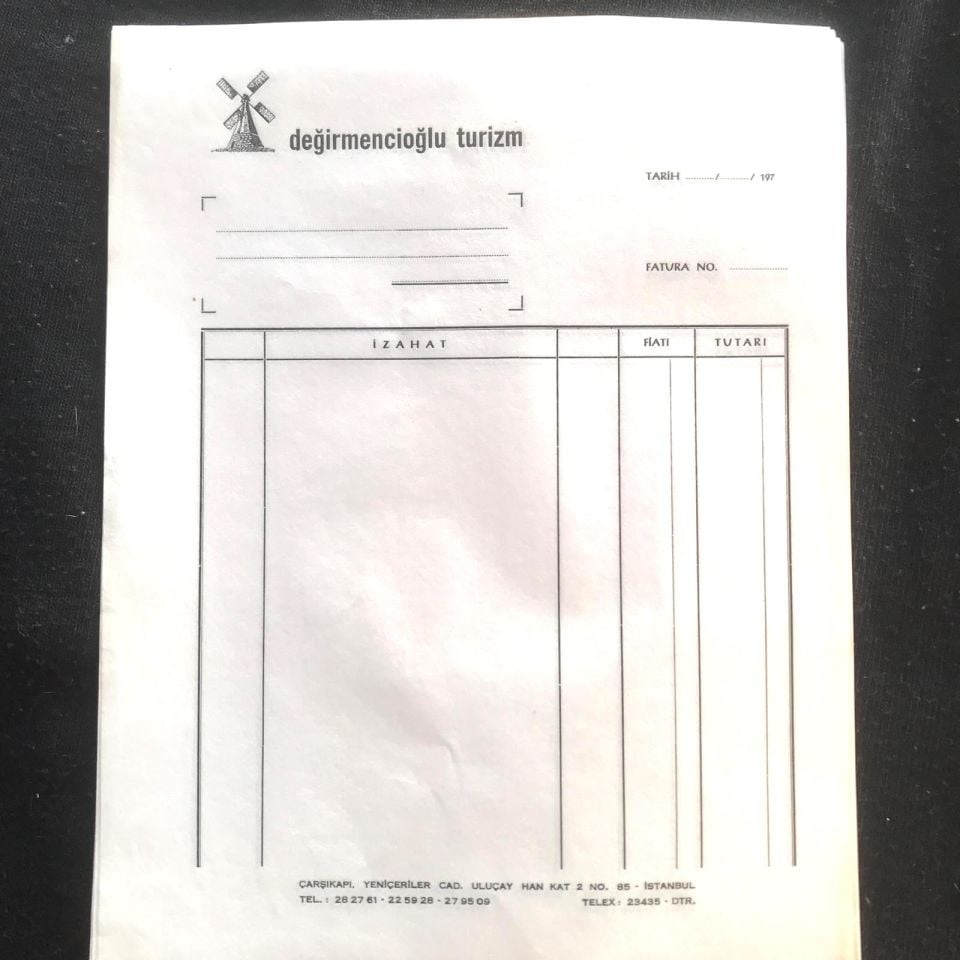 değirmencioğlu turizm
TARİH ........../........../ 197
FATURA NO. ....................
İZAHAT FİATI TUTARI
ÇARŞIKAPI. YENİÇERİLER CAD. ULUÇAY HAN KAT 2 NO. 85 - İSTANBUL
TEL. : 28 27 61 - 22 59 28 - 27 95 09 TELEX : 23435 - DTR.